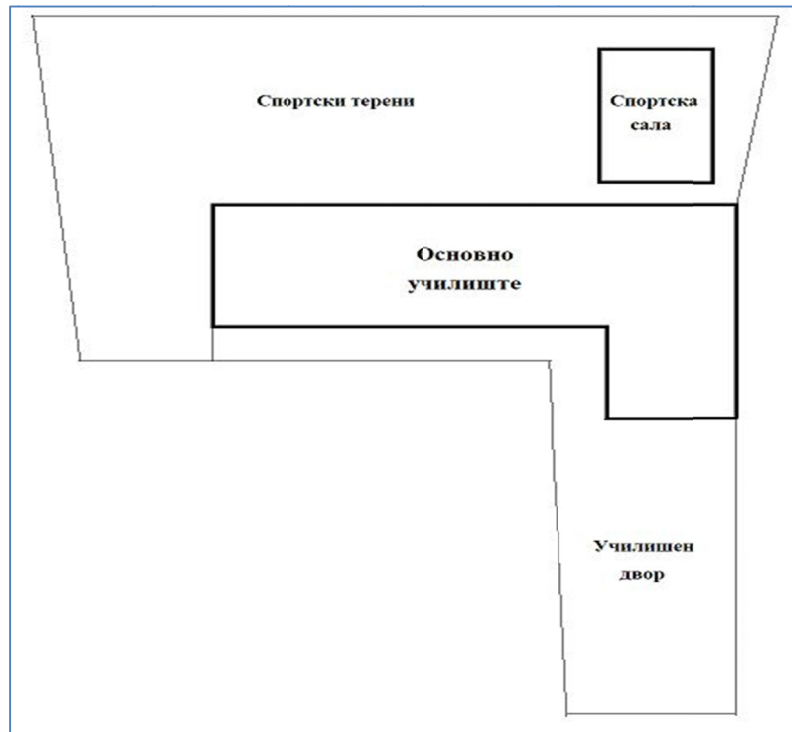 Спортски терени
Спортска
сала
Основно
училиште
Училишен
двор